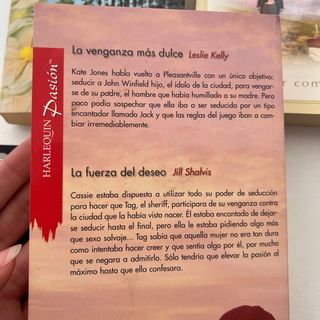 La venganza más dulce Leslie Kelly
Kate Jones había vuelto a Pleasantville con un único objetivo:
seducir a John Winfield hijo, el ídolo de la ciudad, para vengar-
se de su padre, el hombre que había humillado a su madre. Pero
poco podía sospechar que ella iba a ser seducida por un tipo
encantador llamado Jack y que las reglas del juego iban a cam-
biar irremediablemente.
La fuerza del deseo Jill Shalvis
Cassie estaba dispuesta a utilizar todo su poder de seducción
para hacer que Tag, el sheriff, participara de su venganza contra
la ciudad que la había visto nacer. Él estaba encantado de dejar-
se seducir hasta el final, pero ella le estaba pidiendo algo más
que sexo salvaje... Tag sabía que aquella mujer no era tan dura
como intentaba hacer creer y que sentía algo por él, por mucho
que se negara a admitirlo. Sólo tendría que elevar la pasión al
máximo hasta que ella confesara.
HARLEQUIN Pasión™